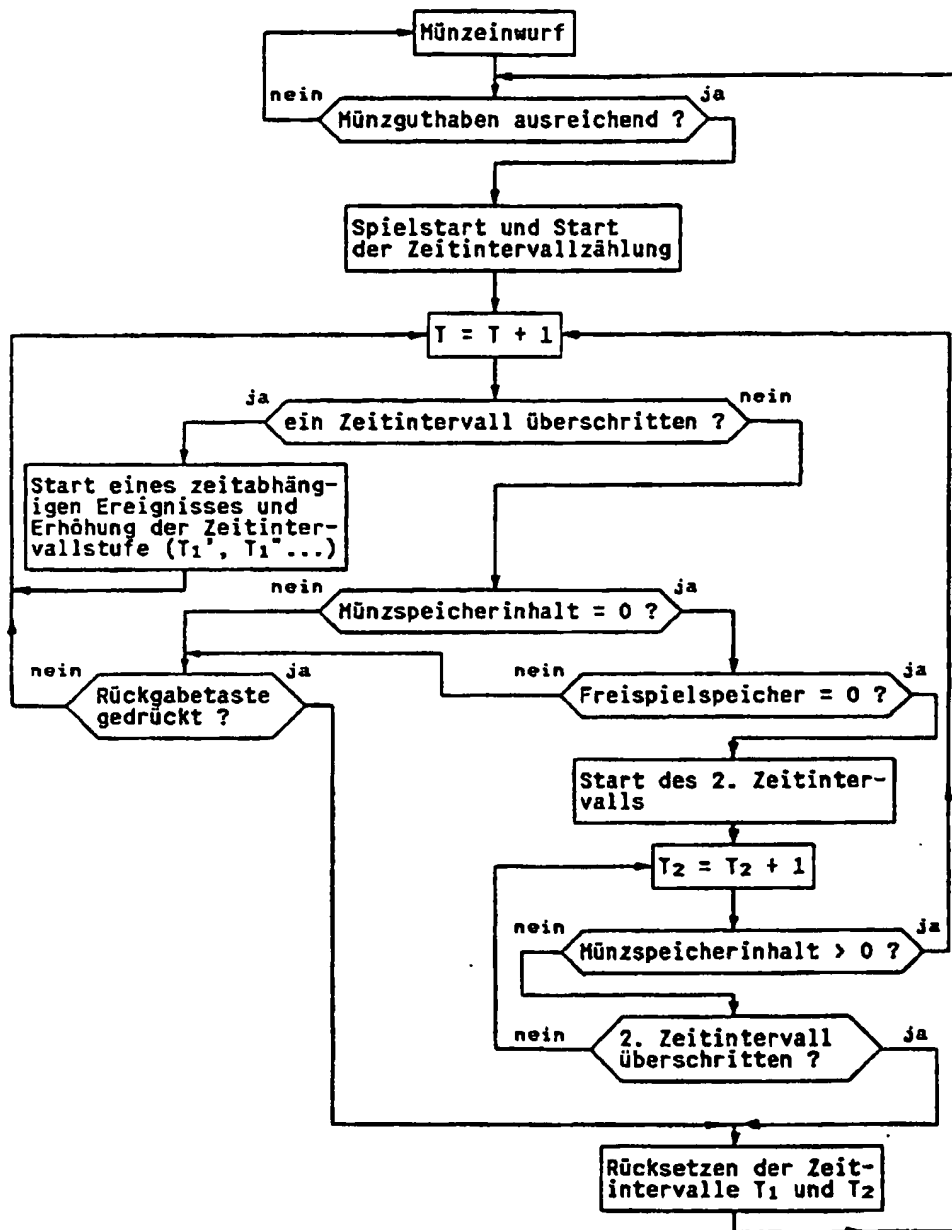 Münzeinwurf
nein
ja
Münzguthaben ausreichend ?
Spielstart und Start
der Zeitintervallzählung
T = T + 1
ja
nein
ein Zeitintervall überschritten ?
Start eines zeitabhäng-
igen Ereignisses und
Erhöhung der Zeitinter-
vallstufe (T₁', T₁"...)
nein
ja
Münzspeicherinhalt = 0 ?
nein
ja
Rückgabetaste
gedrückt ?
nein
ja
Freispielspeicher = 0 ?
Start des 2. Zeitinter-
valls
T₂ = T₂ + 1
nein
ja
Münzspeicherinhalt > 0 ?
nein
ja
2. Zeitintervall
überschritten ?
Rücksetzen der Zeit-
intervalle T₁ und T₂